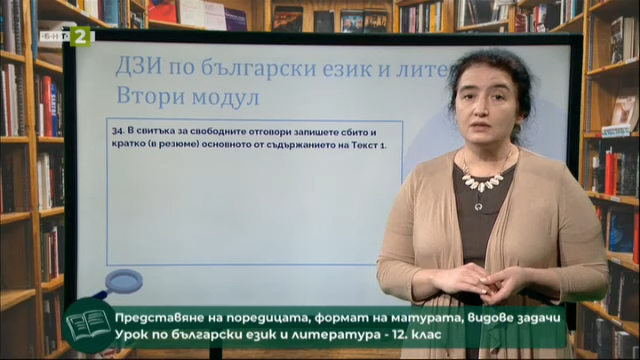 БНТ 2
ДЗИ по български език и лите
Втори модул
34. В свитъка за свободните отговори запишете сбито и
кратко (в резюме) основното от съдържанието на Текст 1.
Представяне на поредицата, формат на матурата, видове задачи
Урок по български език и литература - 12. клас